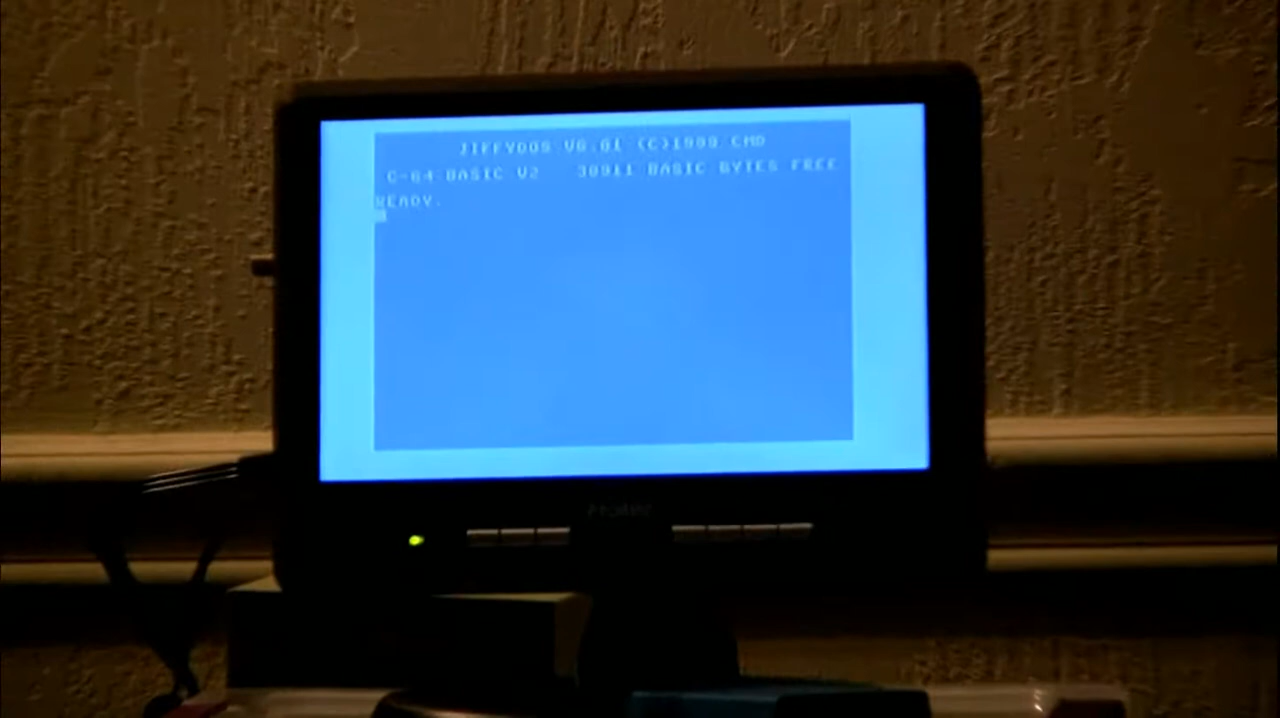 JIFFYDOS V6.01 (C)1989 CMD
C-64 BASIC V2   38911 BASIC BYTES FREE
READY.